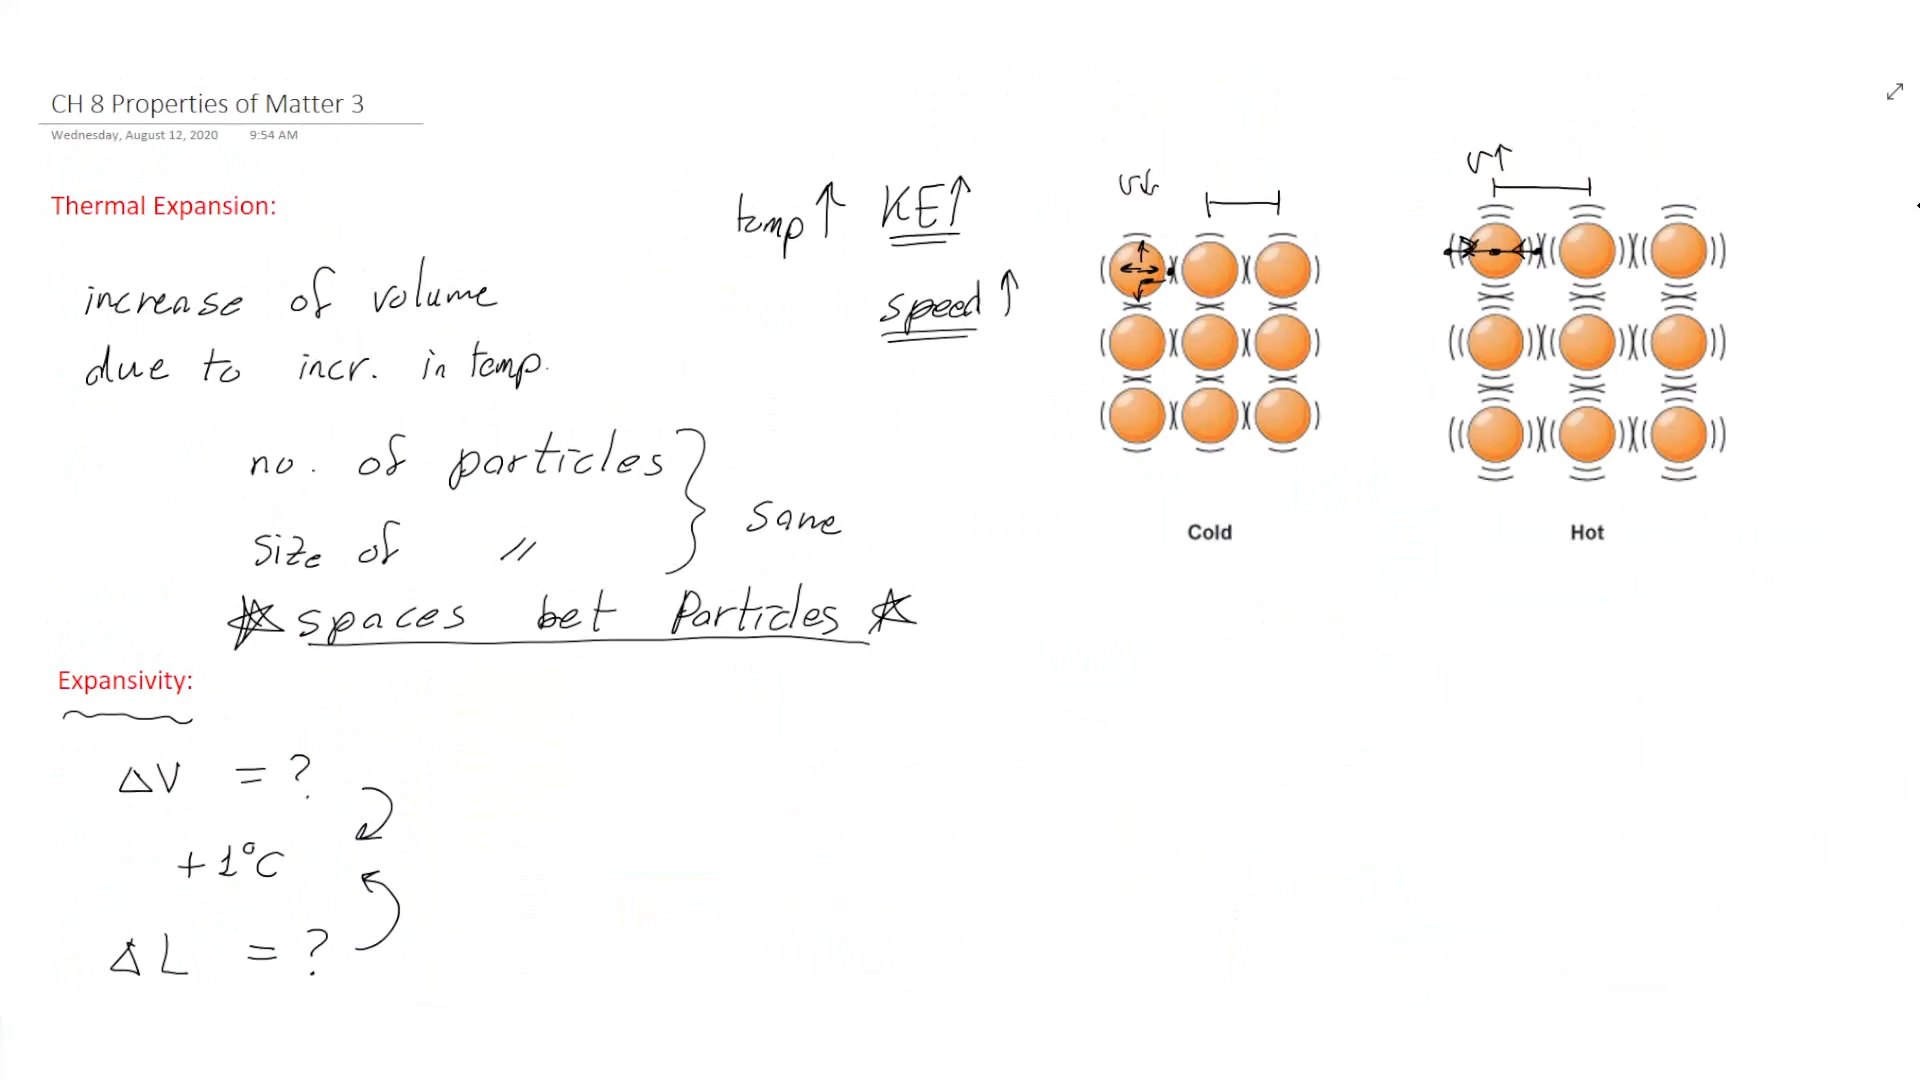 CH 8 Properties of Matter 3
Wednesday, August 12, 2020 9:54 AM
Thermal Expansion:
increase of volume
due to incr. in temp.
no. of particles
size of 〃
same
☆ spaces bet Particles ☆
temp ↑ KE ↑
speed ↑
v↓
v↑
Cold
Hot
Expansivity:
ΔV = ?
+1°C
ΔL = ?